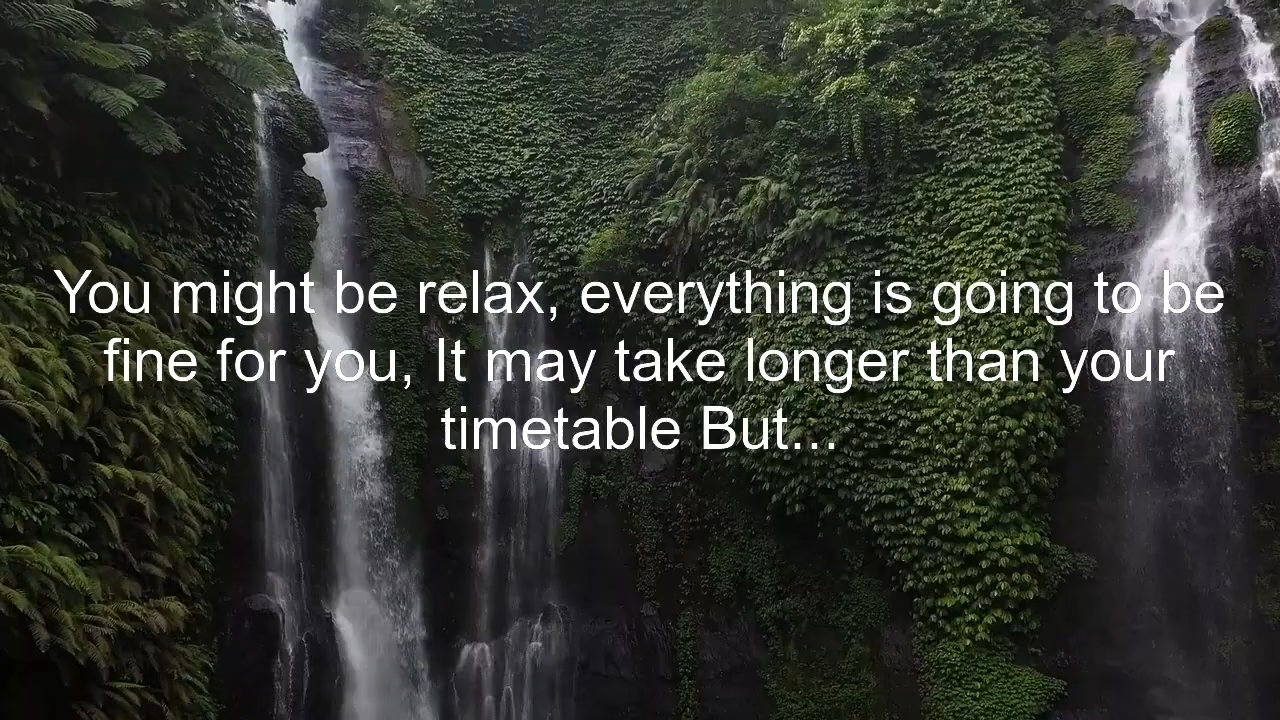 You might be relax, everything is going to be
fine for you, It may take longer than your
timetable But...